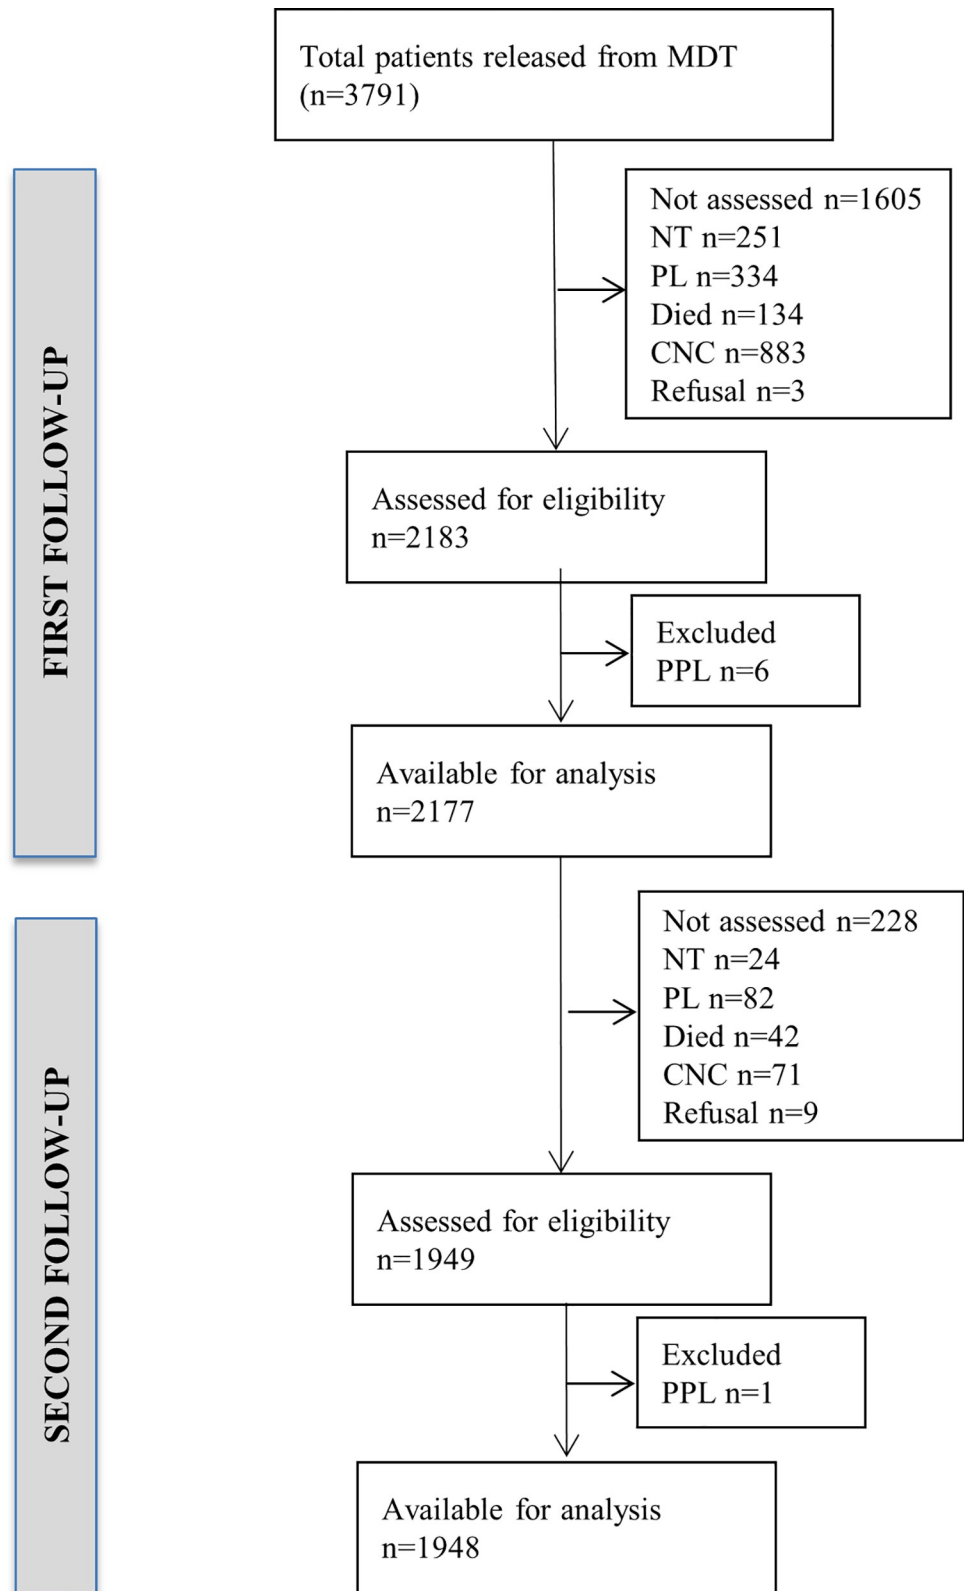 Total patients released from MDT
(n=3791)
FIRST FOLLOW-UP
Not assessed n=1605
NT n=251
PL n=334
Died n=134
CNC n=883
Refusal n=3
Assessed for eligibility
n=2183
Excluded
PPL n=6
Available for analysis
n=2177
SECOND FOLLOW-UP
Not assessed n=228
NT n=24
PL n=82
Died n=42
CNC n=71
Refusal n=9
Assessed for eligibility
n=1949
Excluded
PPL n=1
Available for analysis
n=1948